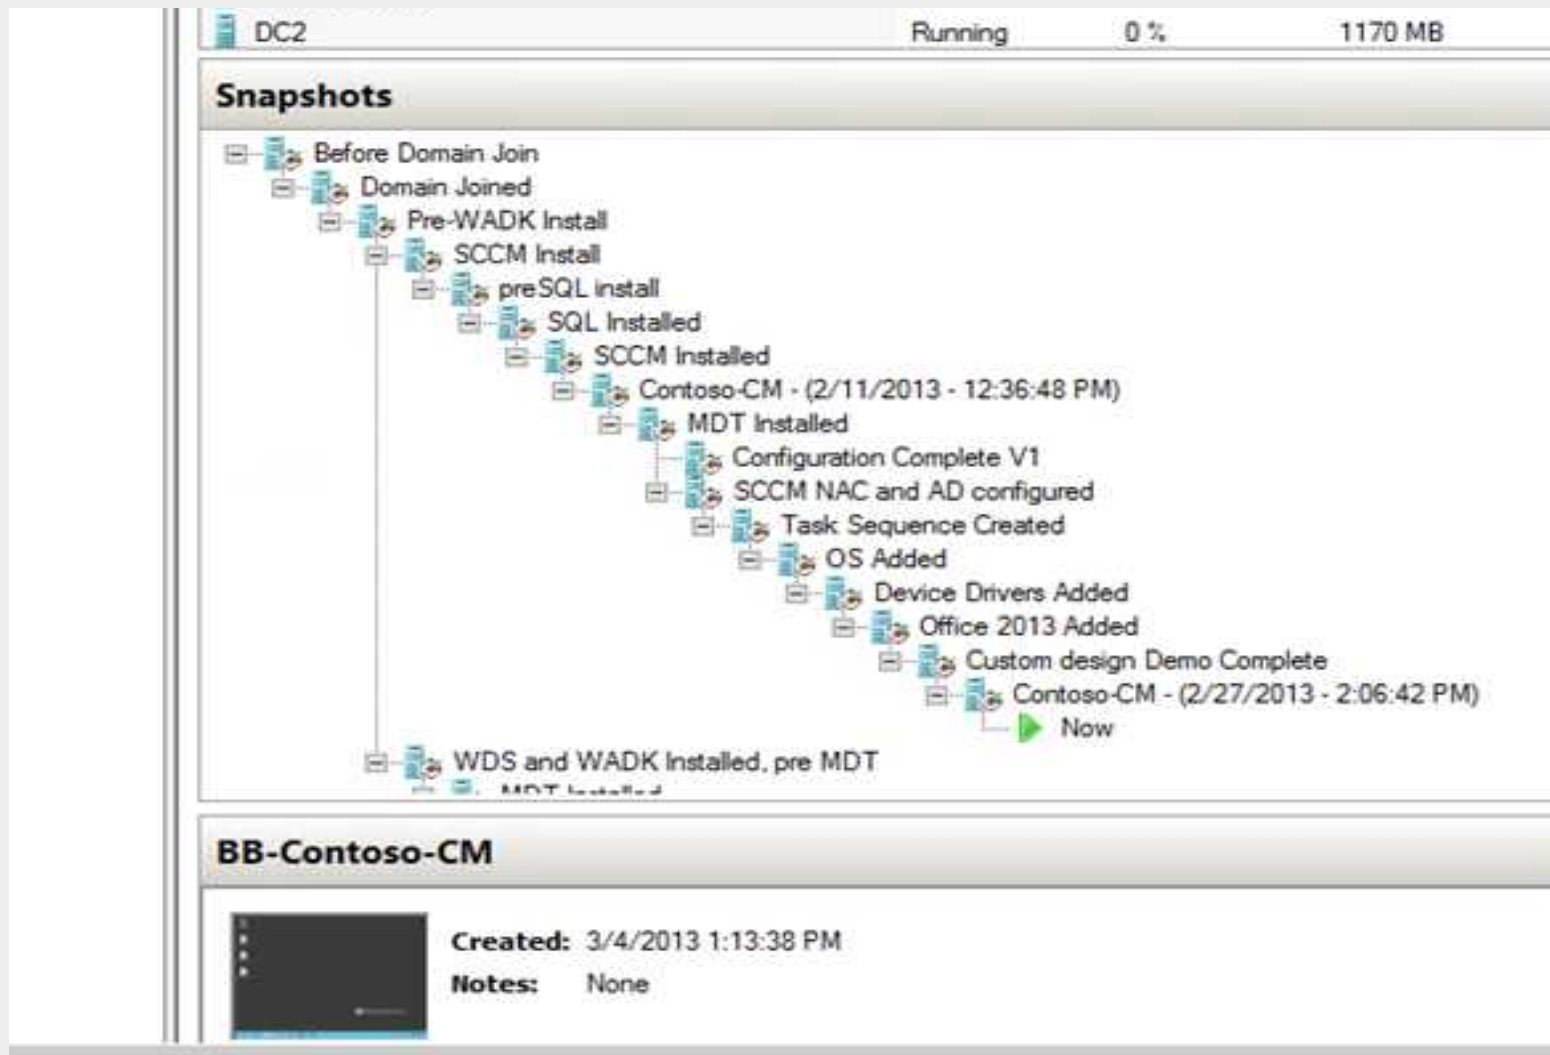 DC2 Running 0 % 1170 MB
Snapshots
Before Domain Join
Domain Joined
Pre-WADK Install
SCCM Install
preSQL install
SQL Installed
SCCM Installed
Contoso-CM - (2/11/2013 - 12:36:48 PM)
MDT Installed
Configuration Complete V1
SCCM NAC and AD configured
Task Sequence Created
OS Added
Device Drivers Added
Office 2013 Added
Custom design Demo Complete
Contoso-CM - (2/27/2013 - 2:06:42 PM)
Now
WDS and WADK Installed, pre MDT
MDT Installed
BB-Contoso-CM
Created: 3/4/2013 1:13:38 PM
Notes: None